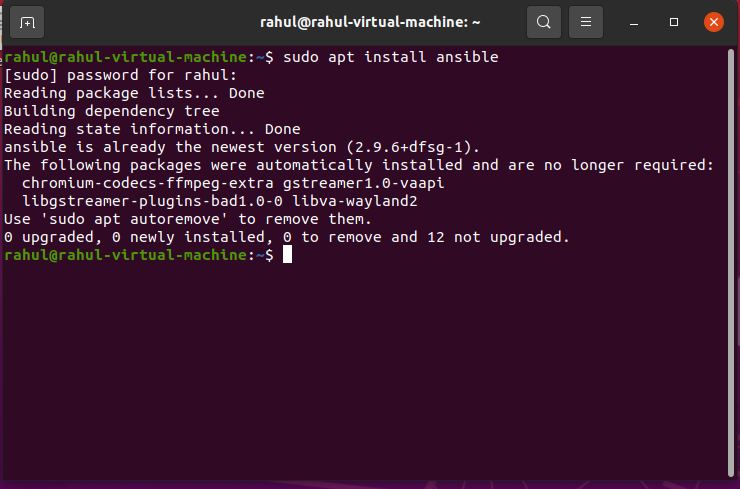 rahul@rahul-virtual-machine: ~
rahul@rahul-virtual-machine:~$ sudo apt install ansible
[sudo] password for rahul:
Reading package lists... Done
Building dependency tree
Reading state information... Done
ansible is already the newest version (2.9.6+dfsg-1).
The following packages were automatically installed and are no longer required:
  chromium-codecs-ffmpeg-extra gstreamer1.0-vaapi
  libgstreamer-plugins-bad1.0-0 libva-wayland2
Use 'sudo apt autoremove' to remove them.
0 upgraded, 0 newly installed, 0 to remove and 12 not upgraded.
rahul@rahul-virtual-machine:~$